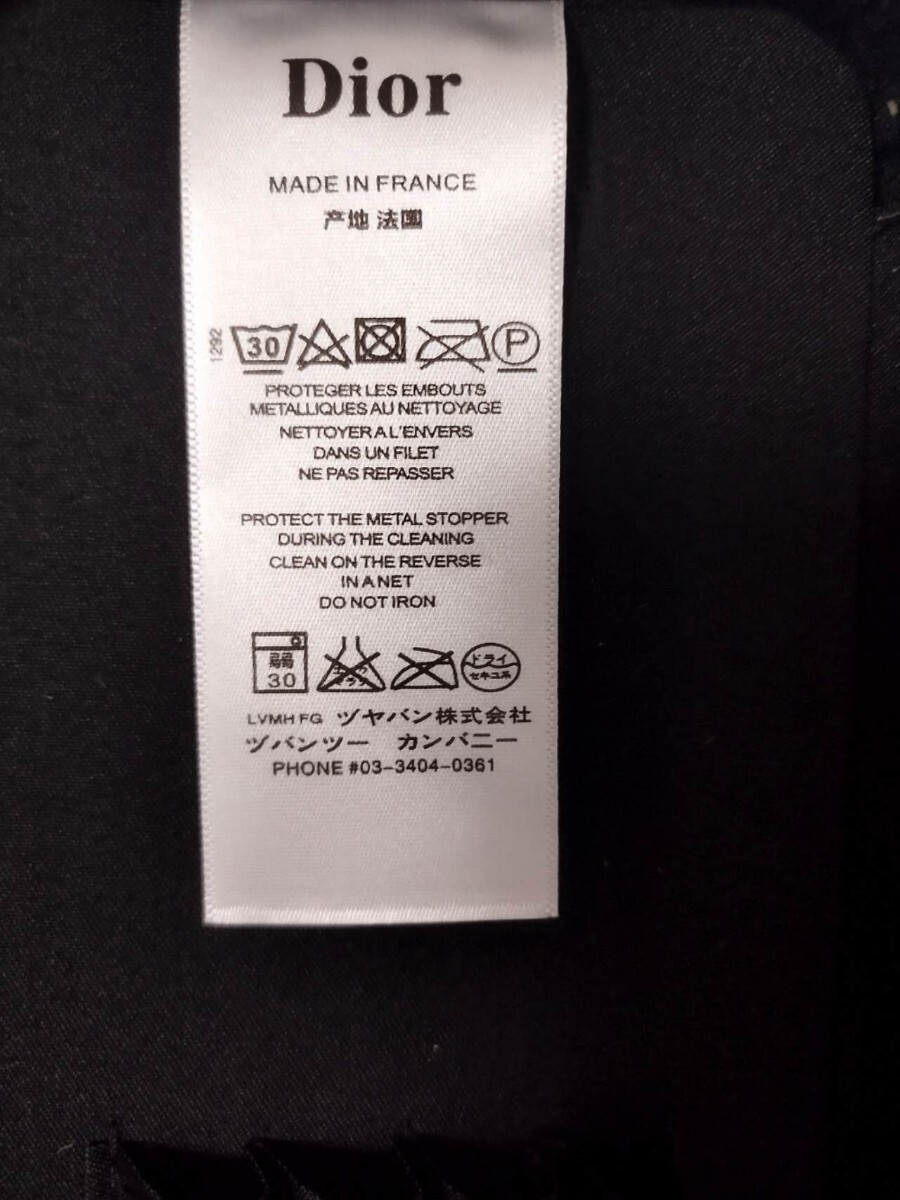 Dior
MADE IN FRANCE
产地 法國
1292
30
P
PROTEGER LES EMBOUTS
METALLIQUES AU NETTOYAGE
NETTOYER A L'ENVERS
DANS UN FILET
NE PAS REPASSER
PROTECT THE METAL STOPPER
DURING THE CLEANING
CLEAN ON THE REVERSE
IN A NET
DO NOT IRON
弱
30
ドライ
セキユ系
LVMH FG ヅヤバン株式会社
ヅバンツー カンバニー
PHONE #03-3404-0361